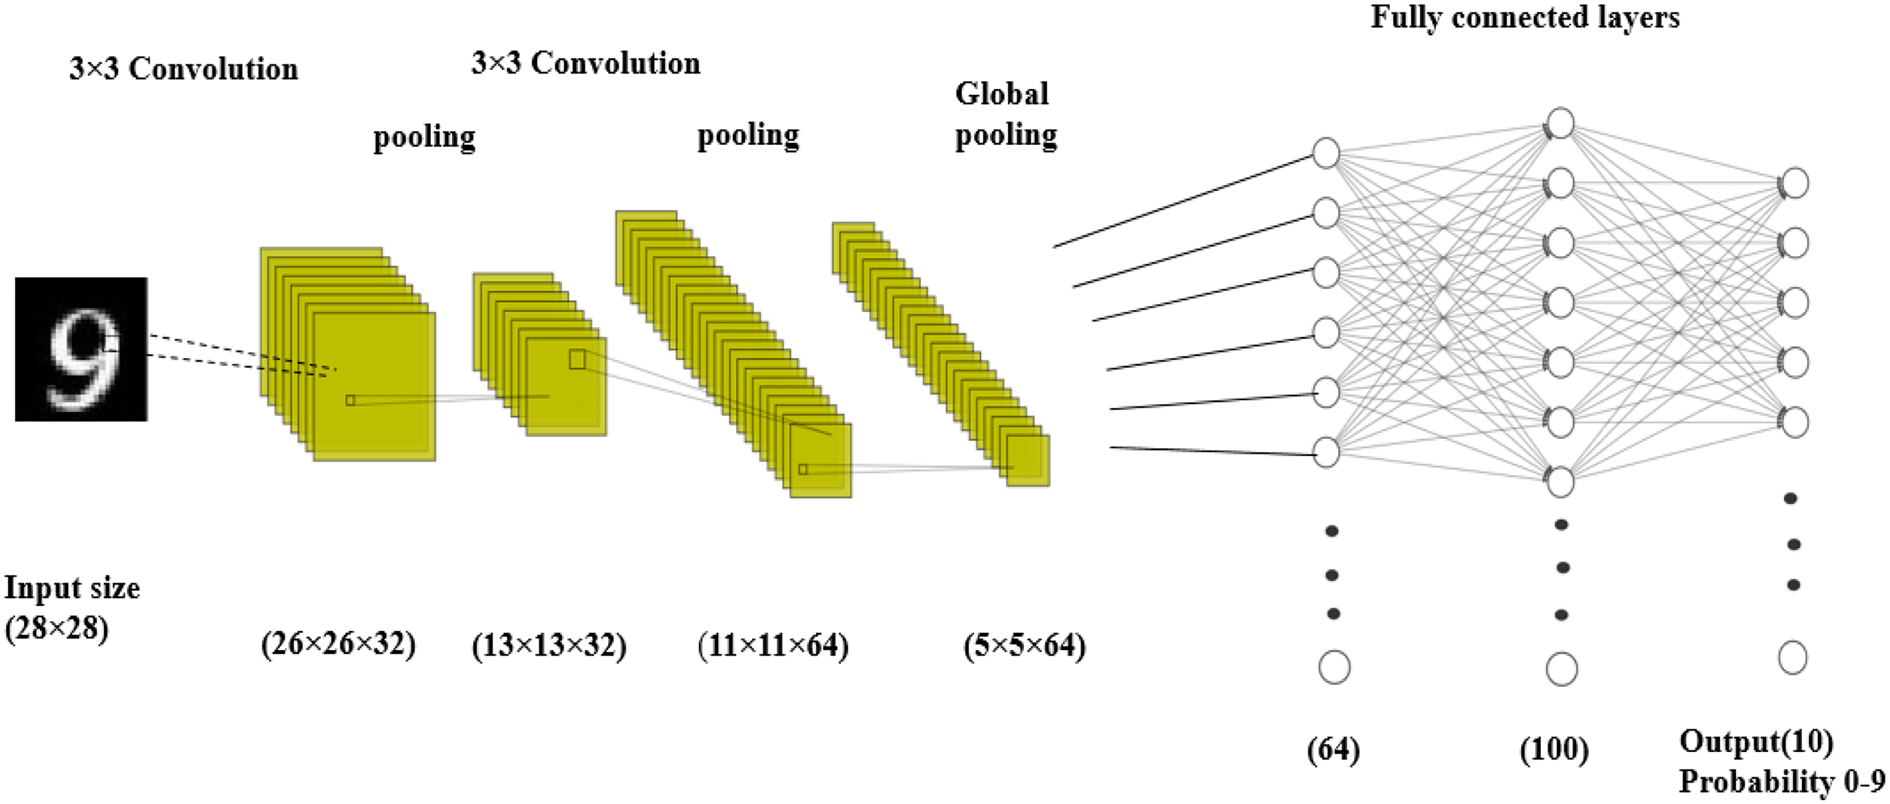 Fully connected layers
3×3 Convolution
3×3 Convolution
Global
pooling
pooling
pooling
9
Input size
(28×28)
(26×26×32)
(13×13×32)
(11×11×64)
(5×5×64)
(64)
(100)
Output(10)
Probability 0-9